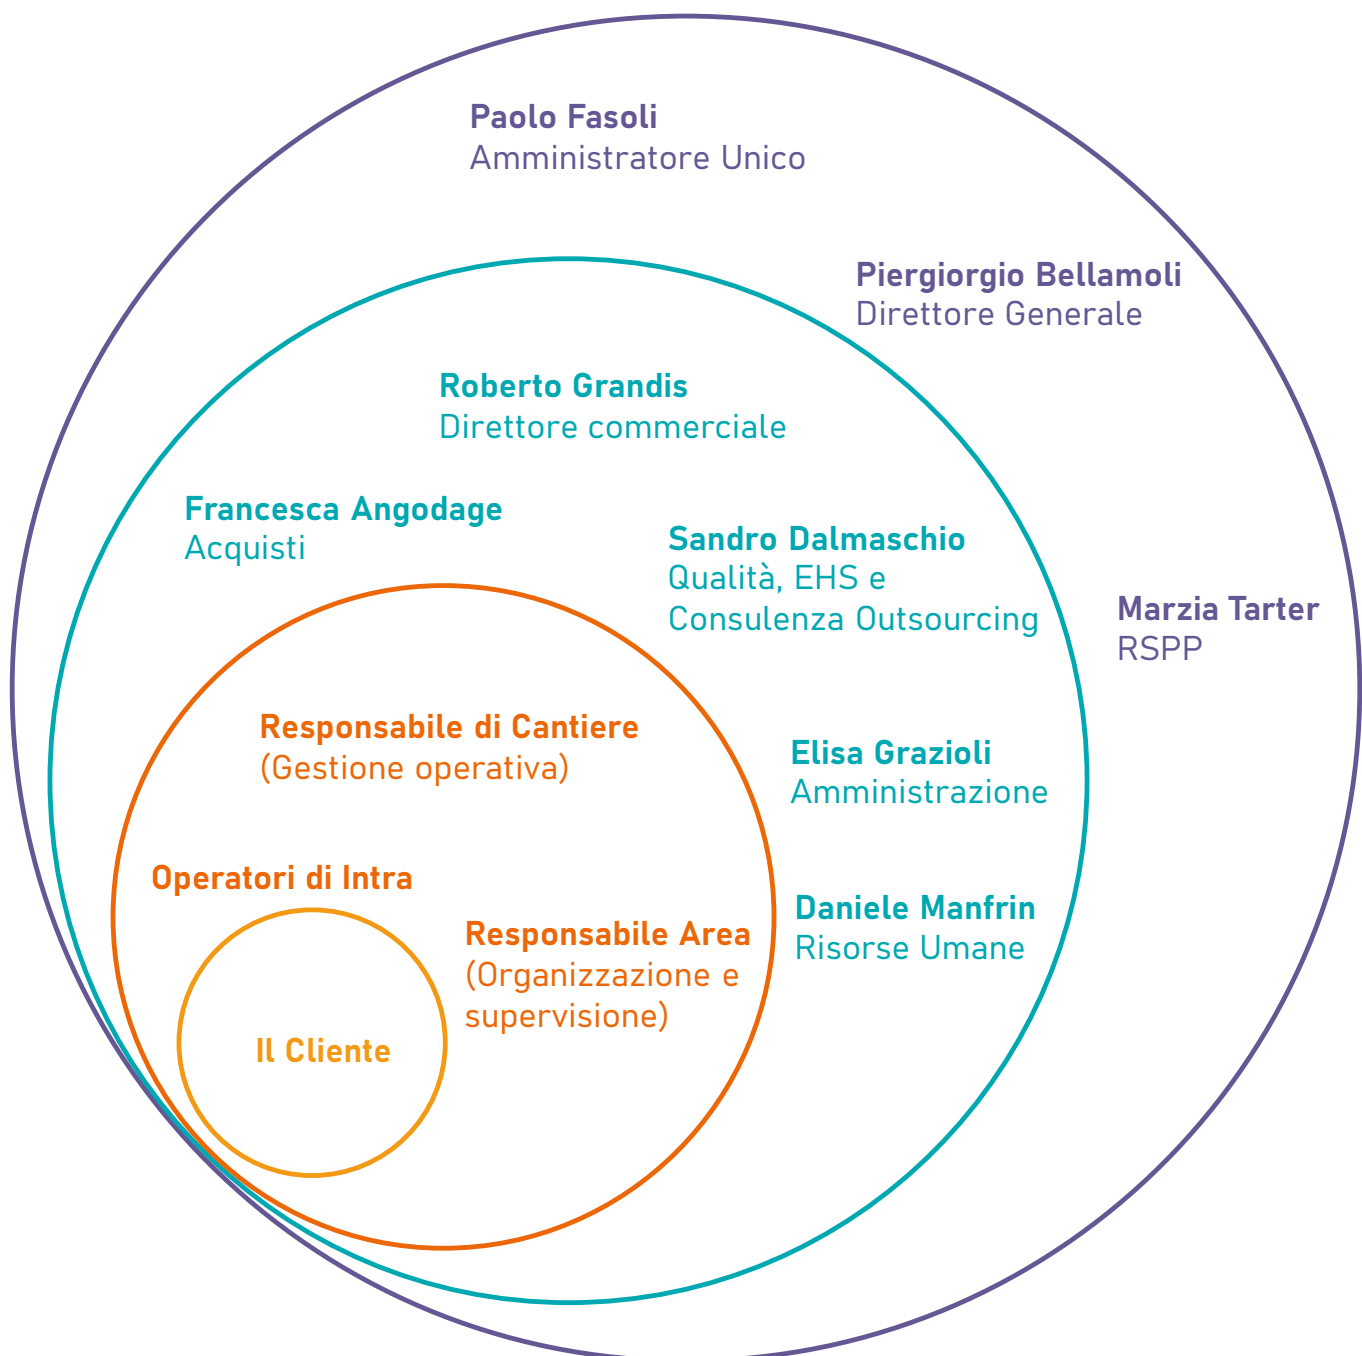 Paolo Fasoli
Amministratore Unico
Piergiorgio Bellamoli
Direttore Generale
Roberto Grandis
Direttore commerciale
Francesca Angodage
Acquisti
Sandro Dalmaschio
Qualità, EHS e
Consulenza Outsourcing
Marzia Tarter
RSPP
Responsabile di Cantiere
(Gestione operativa)
Elisa Grazioli
Amministrazione
Operatori di Intra
Daniele Manfrin
Risorse Umane
Responsabile Area
(Organizzazione e
supervisione)
Il Cliente